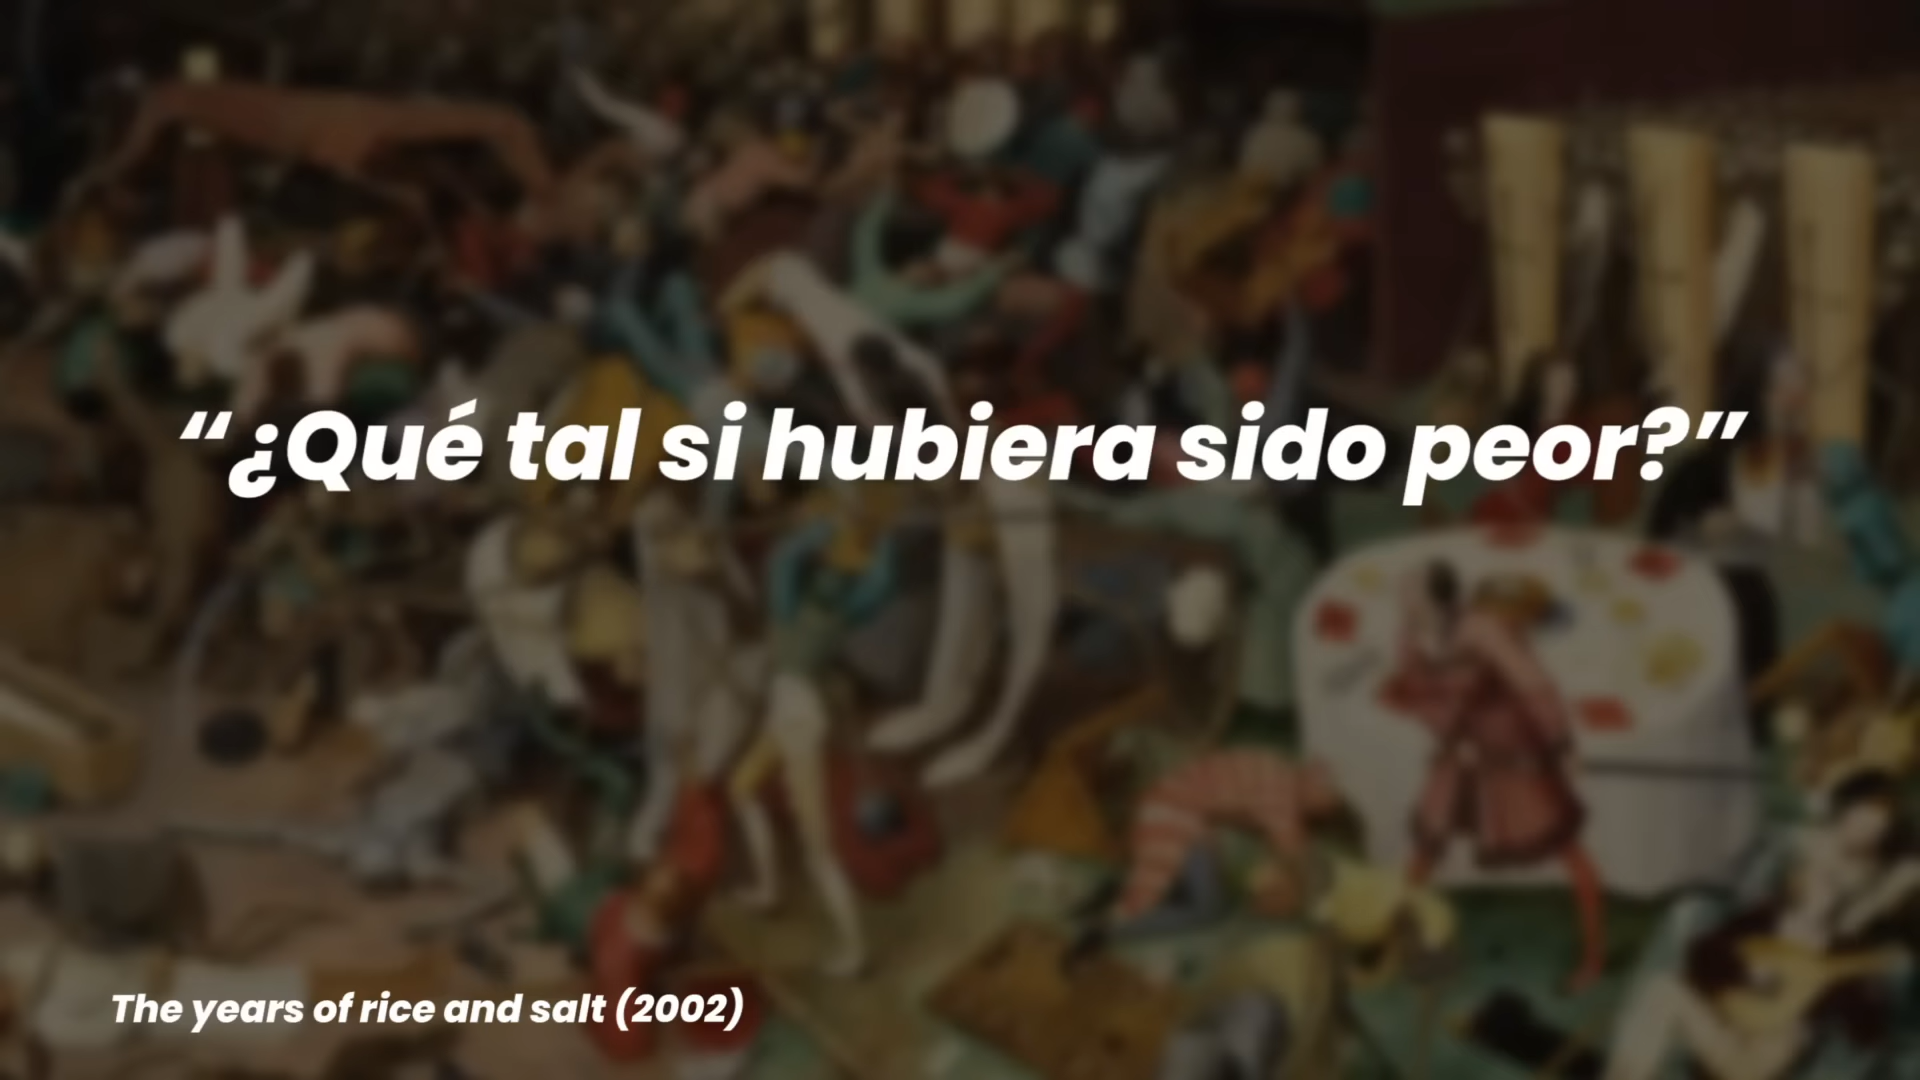 “¿Qué tal si hubiera sido peor?”
The years of rice and salt (2002)